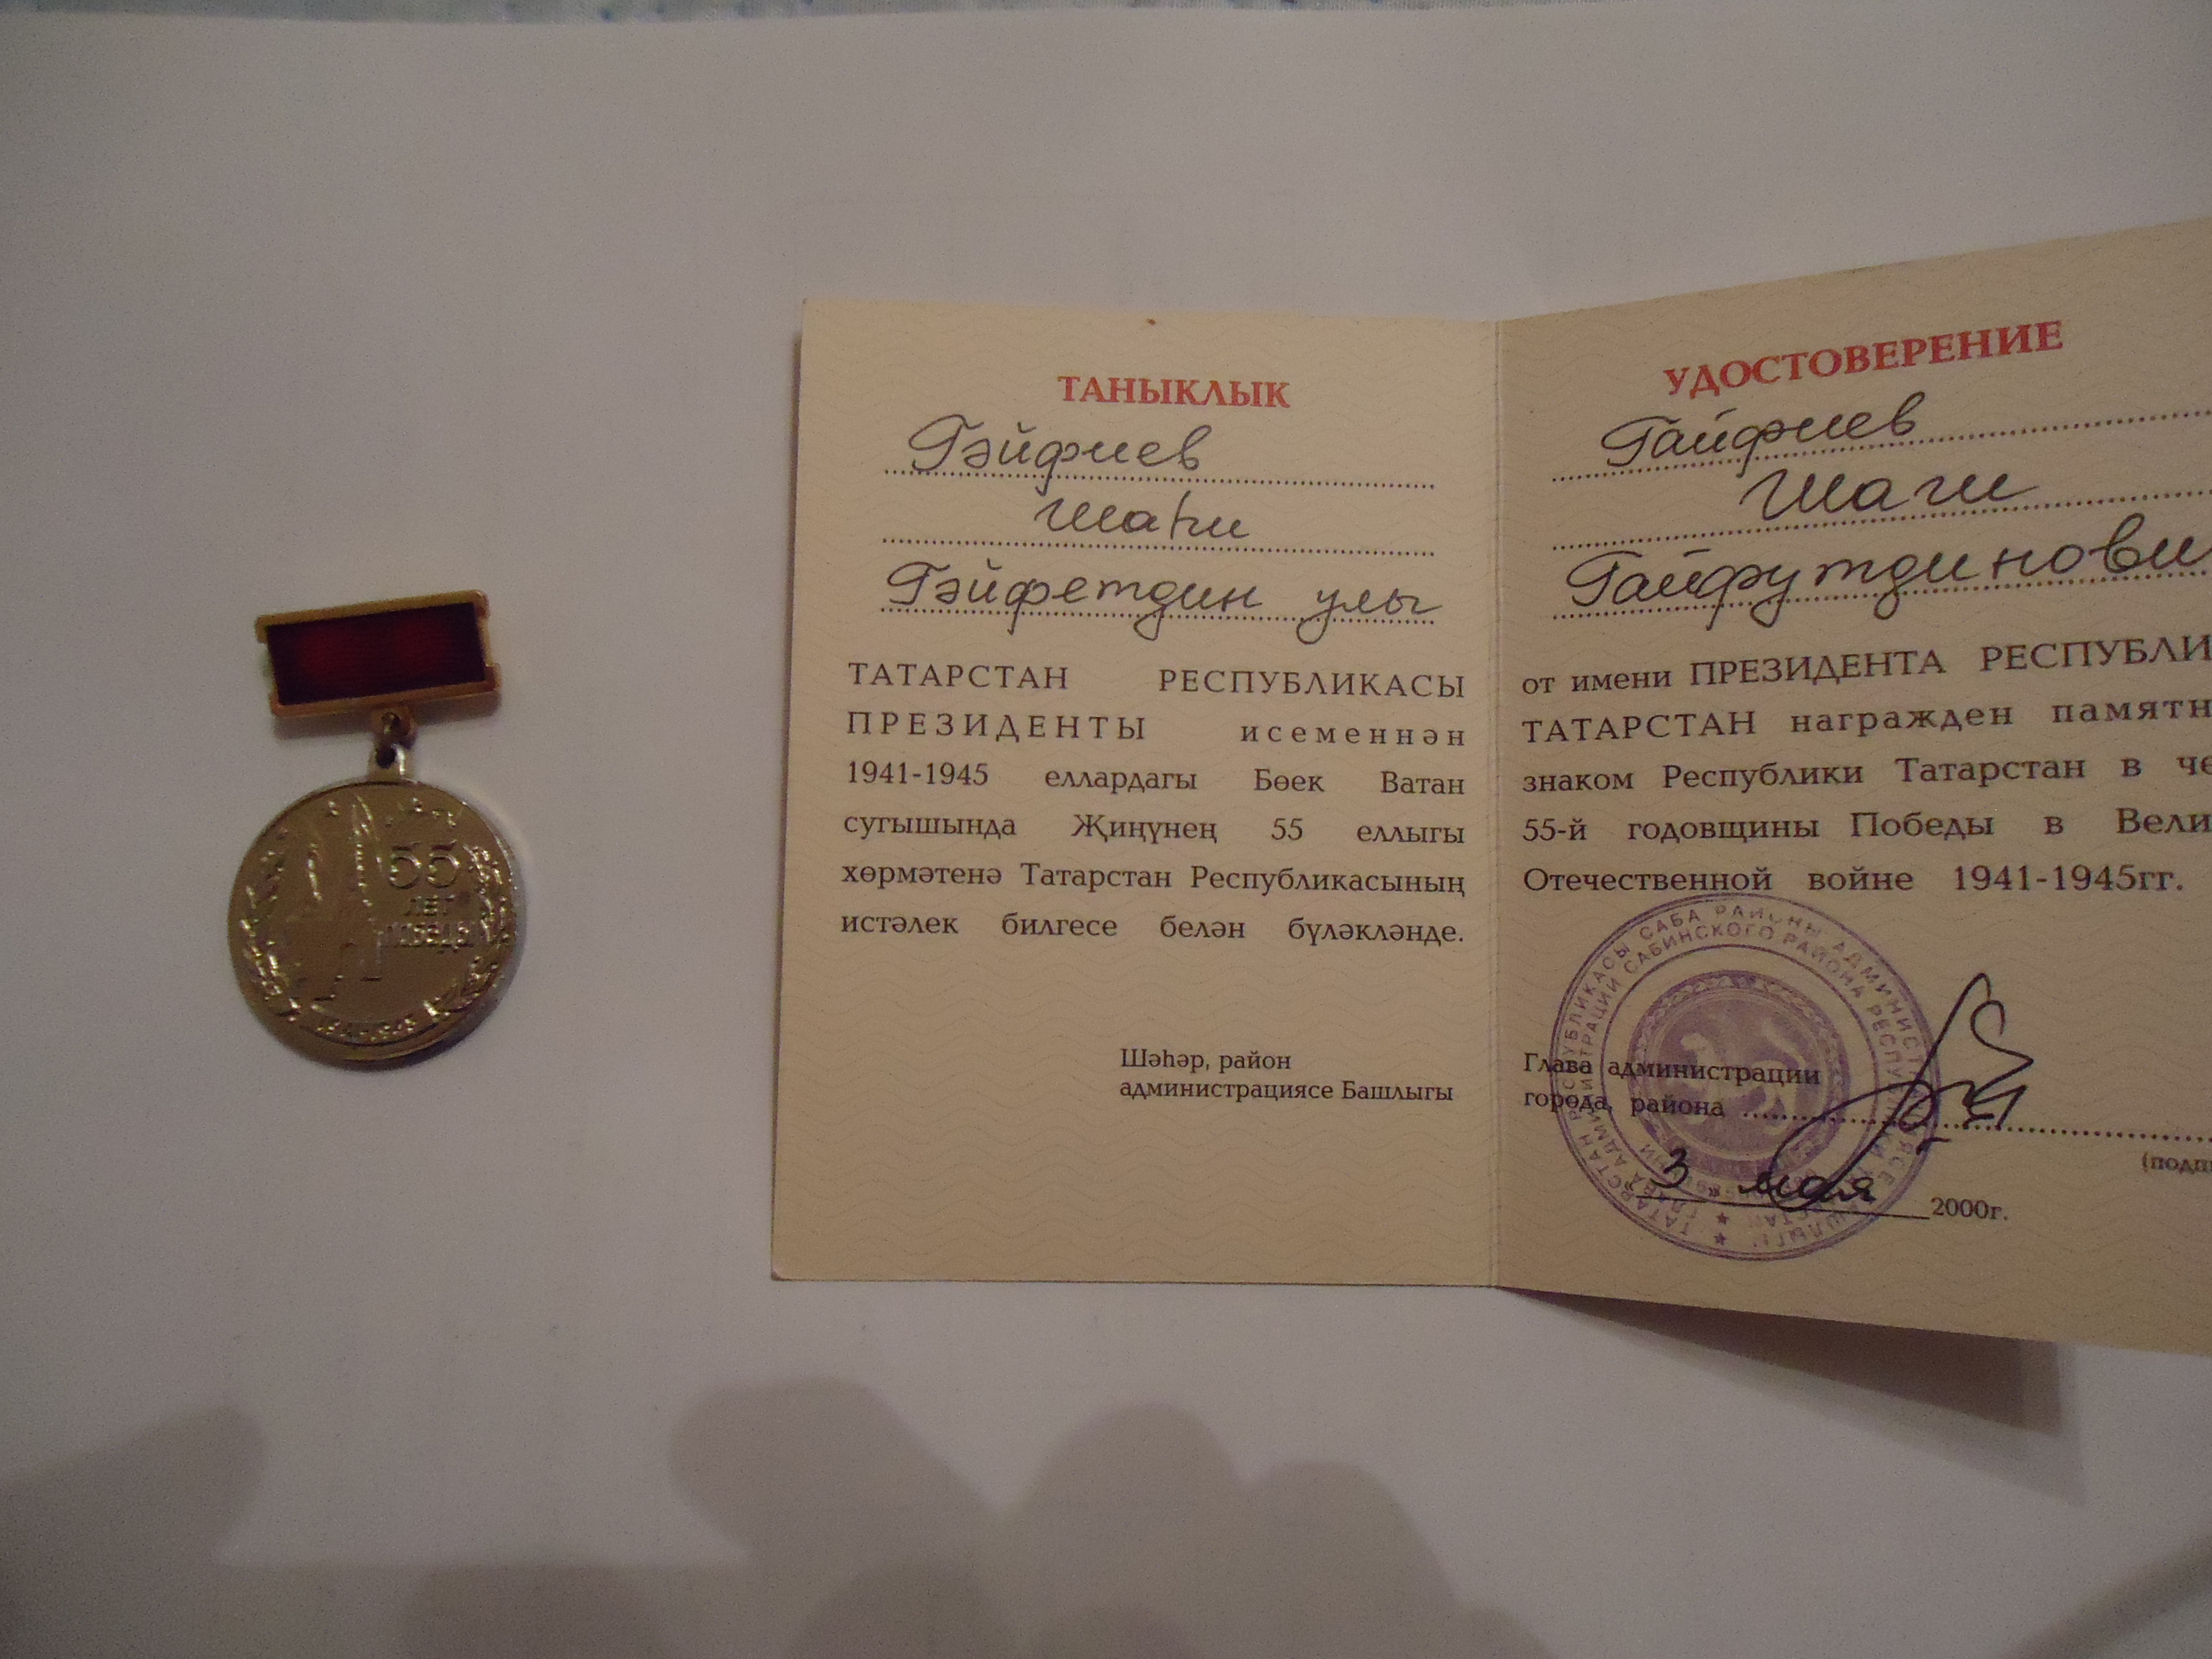 55
ЛЕТ
ПОБЕДЫ
ТАНЫКЛЫК
Гәйфиев
Шаһи
Гәйфетдин улы
ТАТАРСТАН РЕСПУБЛИКАСЫ
ПРЕЗИДЕНТЫ исеменнән
1941-1945 еллардагы Бөек Ватан
сугышында Җиңүнең 55 еллыгы
хөрмәтенә Татарстан Республикасының
истәлек билгесе белән бүләкләнде.
Шәһәр, район
администрациясе Башлыгы
УДОСТОВЕРЕНИЕ
Гайфиев
Шаги
Гайфутдинови
от имени ПРЕЗИДЕНТА РЕСПУБЛИ
ТАТАРСТАН награжден памятн
знаком Республики Татарстан в че
55-й годовщины Победы в Вели
Отечественной войне 1941-1945гг.
Глава администрации
города, района
(подпи
"3" мая 2000г.